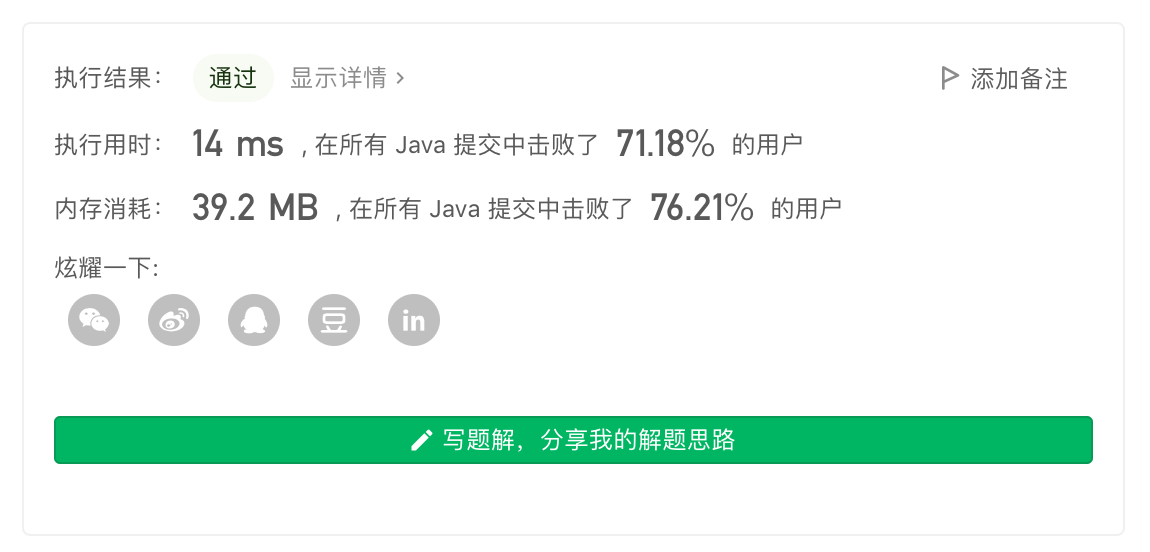 执行结果： 通过 显示详情 › 添加备注
执行用时： 14 ms , 在所有 Java 提交中击败了 71.18% 的用户
内存消耗： 39.2 MB , 在所有 Java 提交中击败了 76.21% 的用户
炫耀一下:
豆 in
写题解，分享我的解题思路